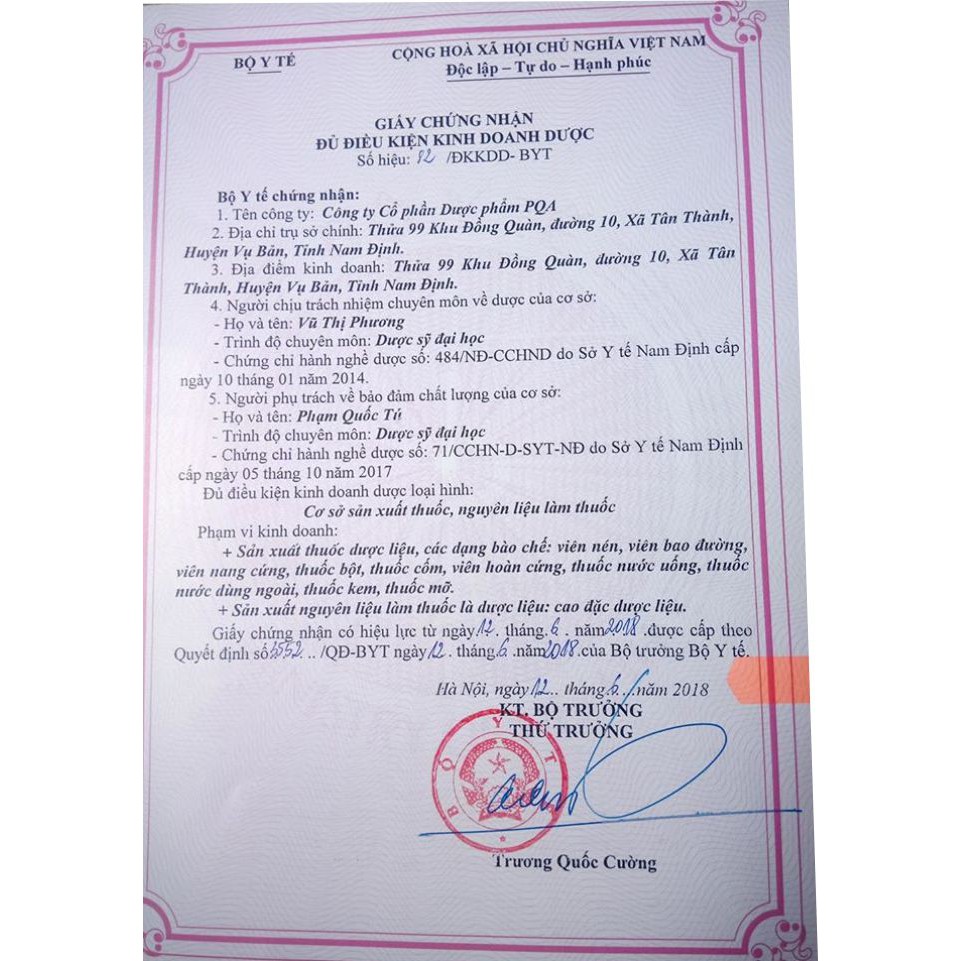 BỘ Y TẾ
CỘNG HOÀ XÃ HỘI CHỦ NGHĨA VIỆT NAM
Độc lập – Tự do – Hạnh phúc
GIẤY CHỨNG NHẬN
ĐỦ ĐIỀU KIỆN KINH DOANH DƯỢC
Số hiệu: /ĐKKDD- BYT
Bộ Y tế chứng nhận:
1. Tên công ty: Công ty Cổ phần Dược phẩm PQA
2. Địa chỉ trụ sở chính: Thửa 99 Khu Đồng Quàn, đường 10, Xã Tân Thành,
Huyện Vụ Bản, Tỉnh Nam Định.
3. Địa điểm kinh doanh: Thửa 99 Khu Đồng Quàn, đường 10, Xã Tân
Thành, Huyện Vụ Bản, Tỉnh Nam Định.
4. Người chịu trách nhiệm chuyên môn về dược của cơ sở:
- Họ và tên: Vũ Thị Phương
- Trình độ chuyên môn: Dược sỹ đại học
- Chứng chỉ hành nghề dược số: 484/NĐ-CCHND do Sở Y tế Nam Định cấp
ngày 10 tháng 01 năm 2014.
5. Người phụ trách về bảo đảm chất lượng của cơ sở:
- Họ và tên: Phạm Quốc Tú
- Trình độ chuyên môn: Dược sỹ đại học
- Chứng chỉ hành nghề dược số: 71/CCHN-D-SYT-NĐ do Sở Y tế Nam Định
cấp ngày 05 tháng 10 năm 2017
Đủ điều kiện kinh doanh dược loại hình:
Cơ sở sản xuất thuốc, nguyên liệu làm thuốc
Phạm vi kinh doanh:
+ Sản xuất thuốc dược liệu, các dạng bào chế: viên nén, viên bao đường,
viên nang cứng, thuốc bột, thuốc cốm, viên hoàn cứng, thuốc nước uống, thuốc
nước dùng ngoài, thuốc kem, thuốc mỡ.
+ Sản xuất nguyên liệu làm thuốc là dược liệu: cao đặc dược liệu.
Giấy chứng nhận có hiệu lực từ ngày 12. tháng.6 . năm 2018 .được cấp theo
Quyết định số .. /QĐ-BYT ngày 12 . tháng 6 .năm 2018 .của Bộ trưởng Bộ Y tế.
Hà Nội, ngày 12.. tháng.6...năm 2018
KT. BỘ TRƯỞNG
THỨ TRƯỞNG
BỘ Y T
Trương Quốc Cường